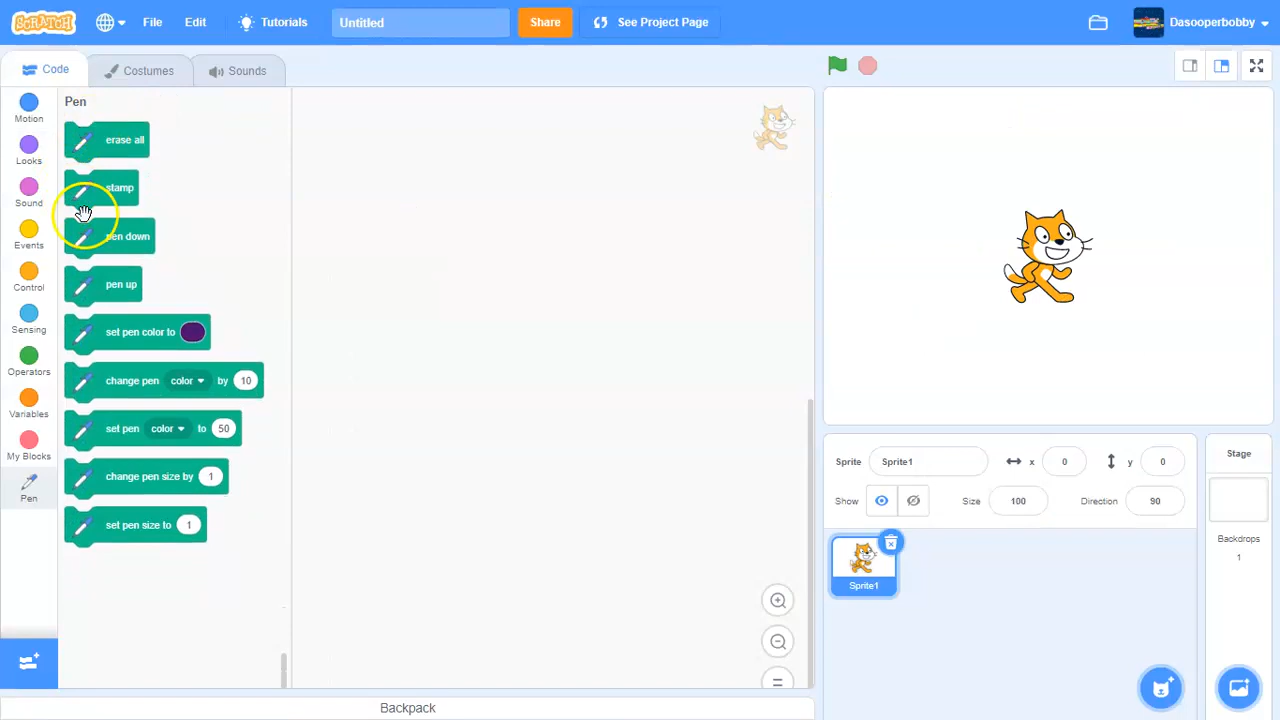 SCRATCH File Edit Tutorials Untitled Share See Project Page Dasooperbobby
Code Costumes Sounds
Motion
Looks
Sound
Events
Control
Sensing
Operators
Variables
My Blocks
Pen
Pen
erase all
stamp
pen down
pen up
set pen color to
change pen color by 10
set pen color to 50
change pen size by 1
set pen size to 1
Backpack
Sprite Sprite1 x 0 y 0
Show Size 100 Direction 90
Sprite1
Stage
Backdrops
1